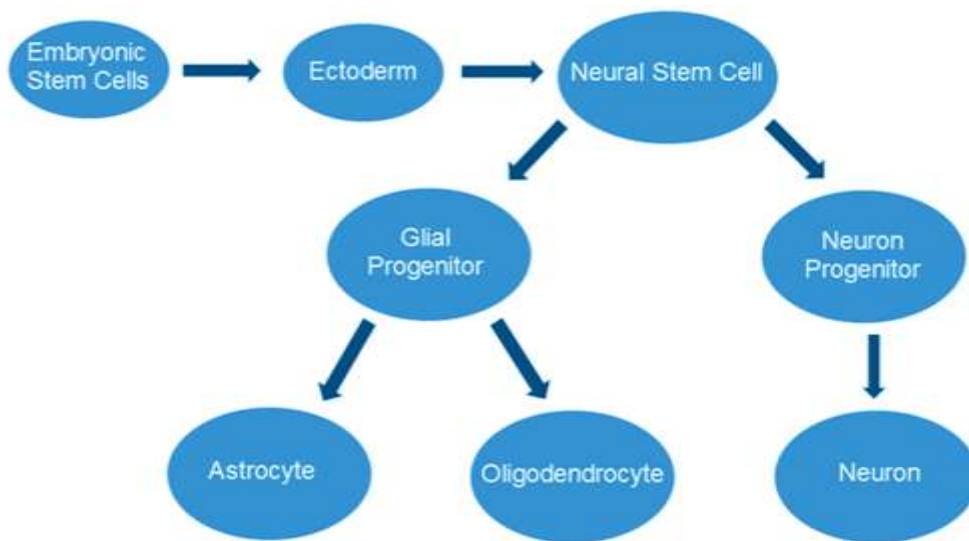 Embryonic
Stem Cells
Ectoderm
Neural Stem Cell
Glial
Progenitor
Neuron
Progenitor
Astrocyte
Oligodendrocyte
Neuron